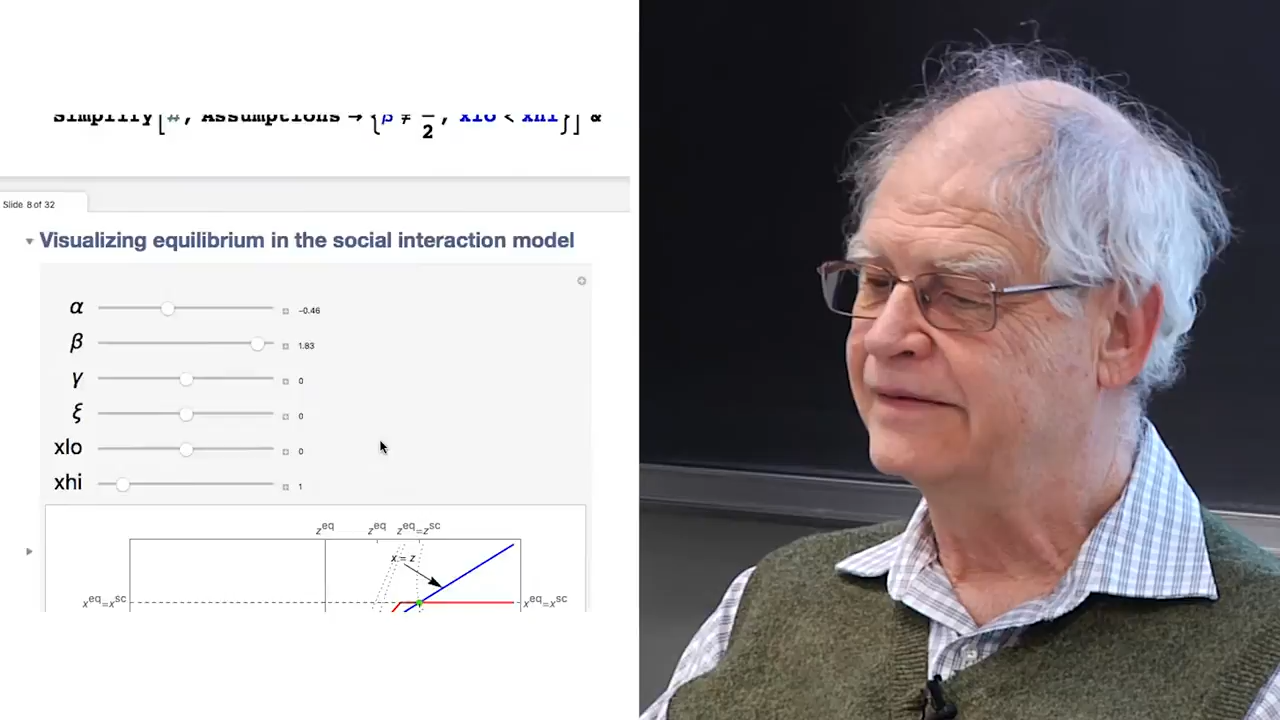 Simplify[#, Assumptions → {β ≠ _/2, xlo < xhi}] &
Slide 8 of 32
Visualizing equilibrium in the social interaction model
α -0.46
β 1.83
γ 0
ξ 0
xlo 0
xhi 1
z^eq z^eq z^eq=z^sc
x = z
x^eq=x^sc x^eq=x^sc